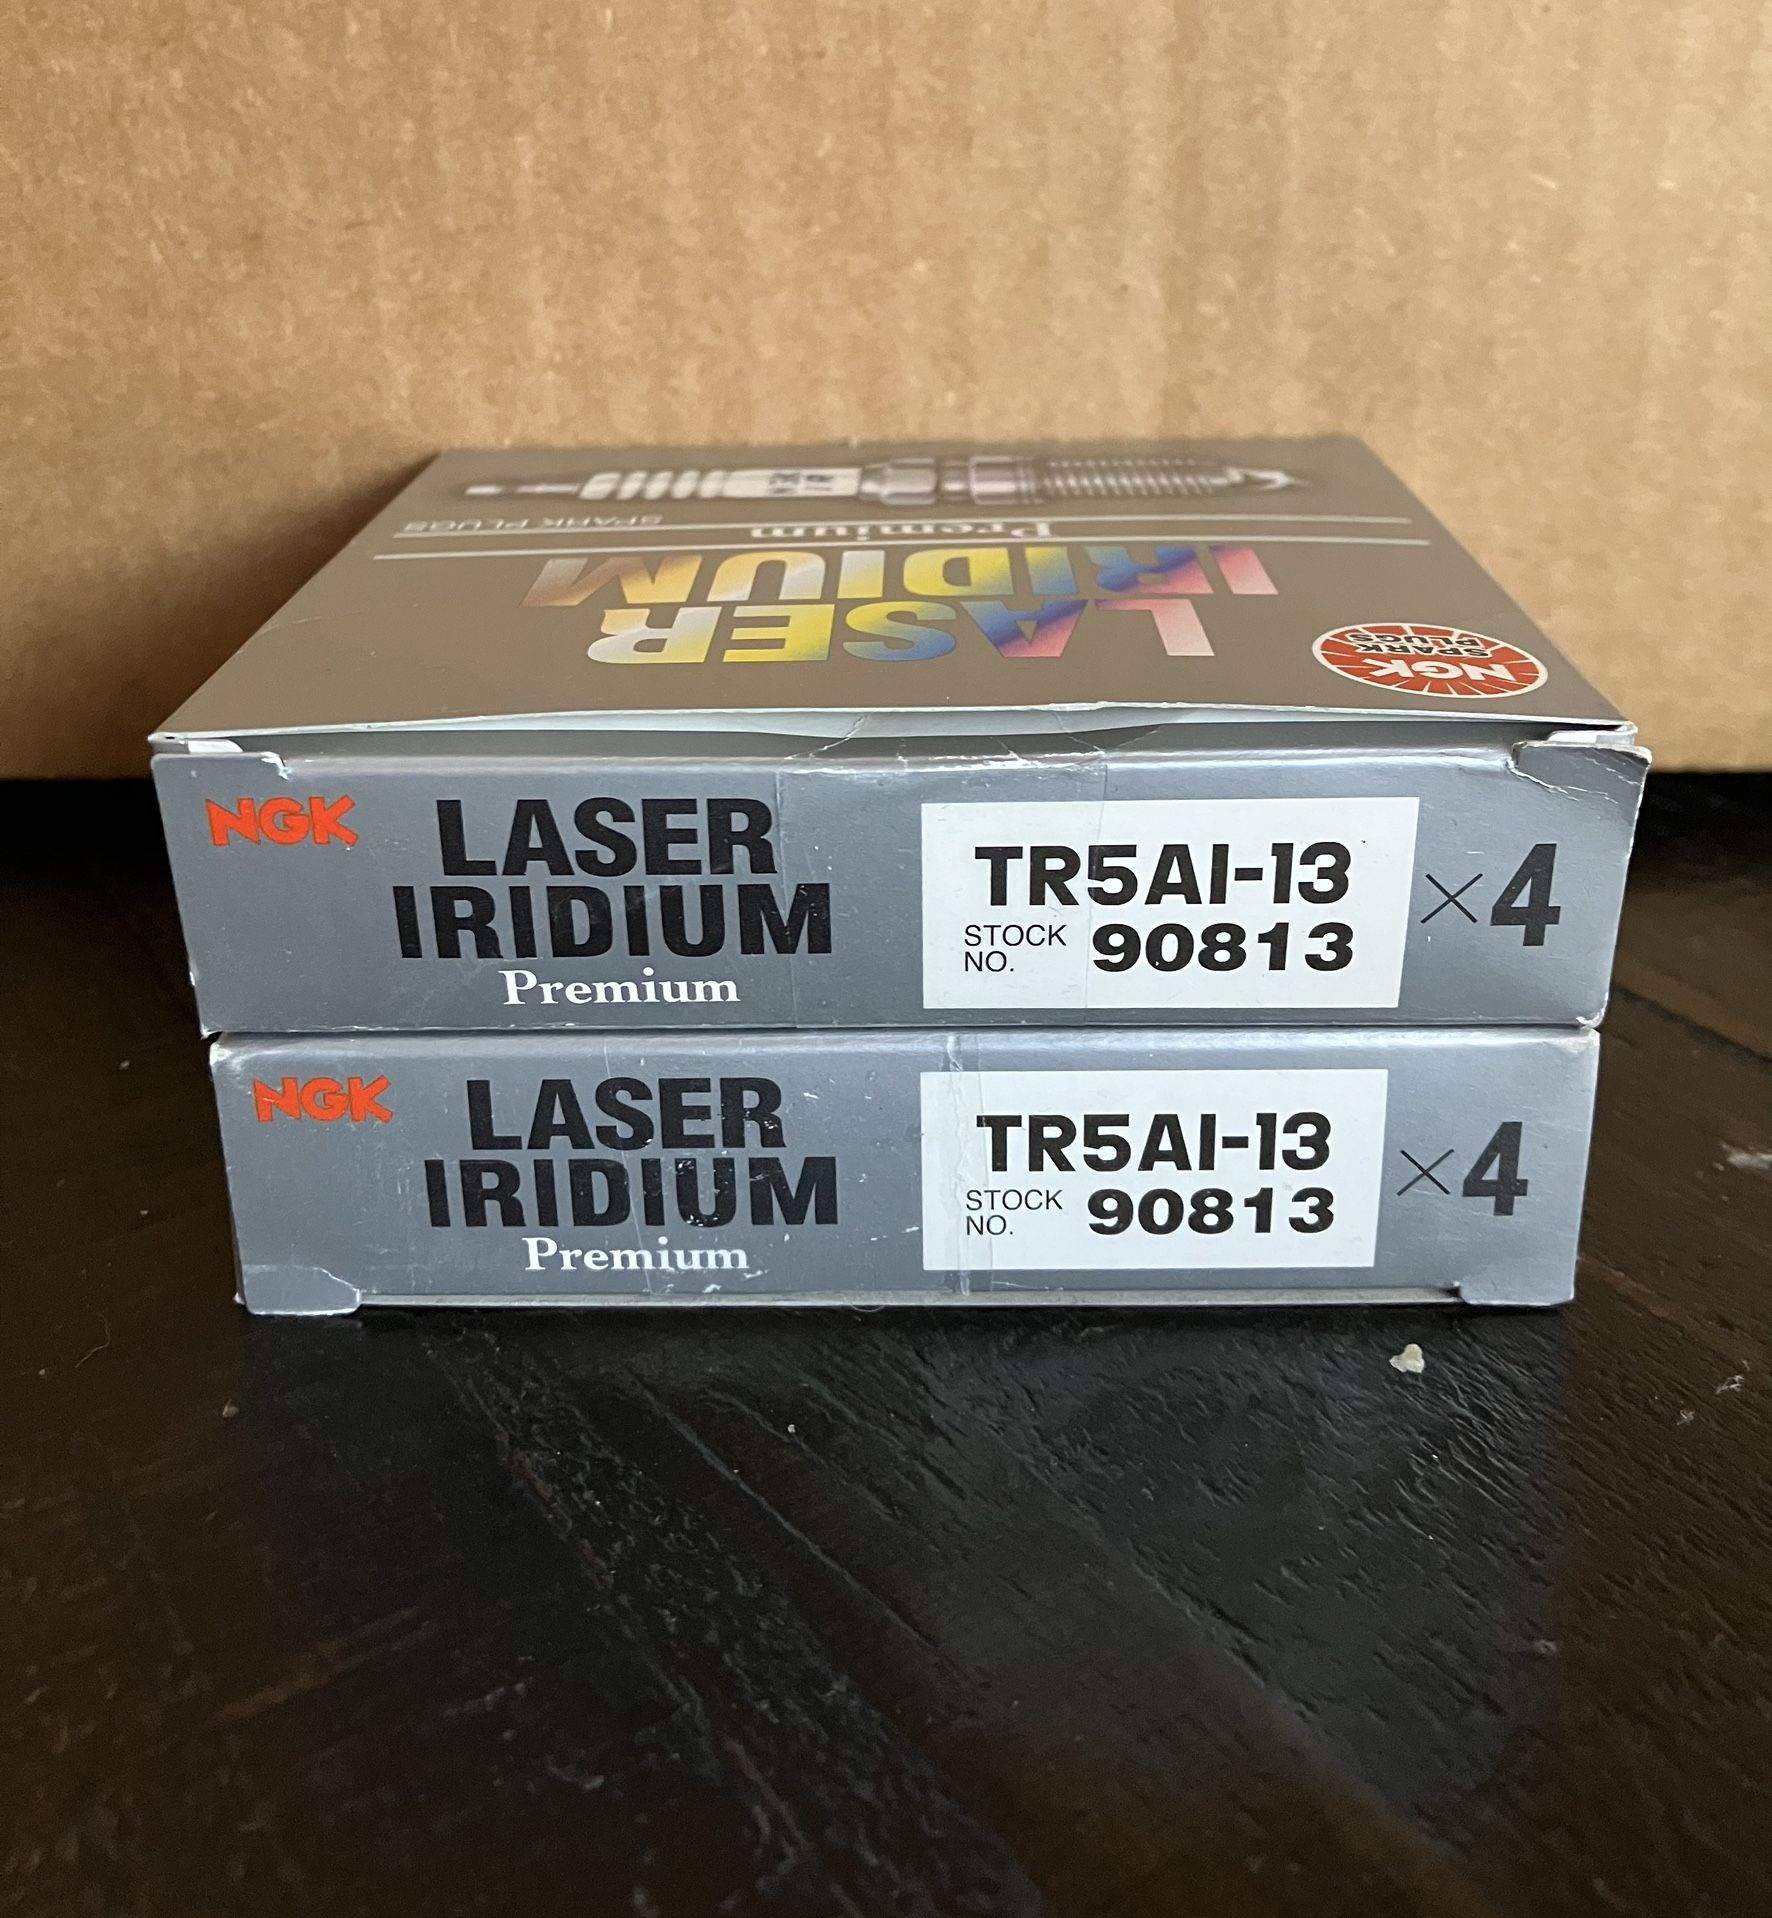 SPARK PLUGS
Premium
LASER
IRIDIUM
NGK
SPARK
PLUGS
NGK
LASER
IRIDIUM
Premium
TR5AI-13
STOCK NO. 90813
×4
NGK
LASER
IRIDIUM
Premium
TR5AI-13
STOCK NO. 90813
×4